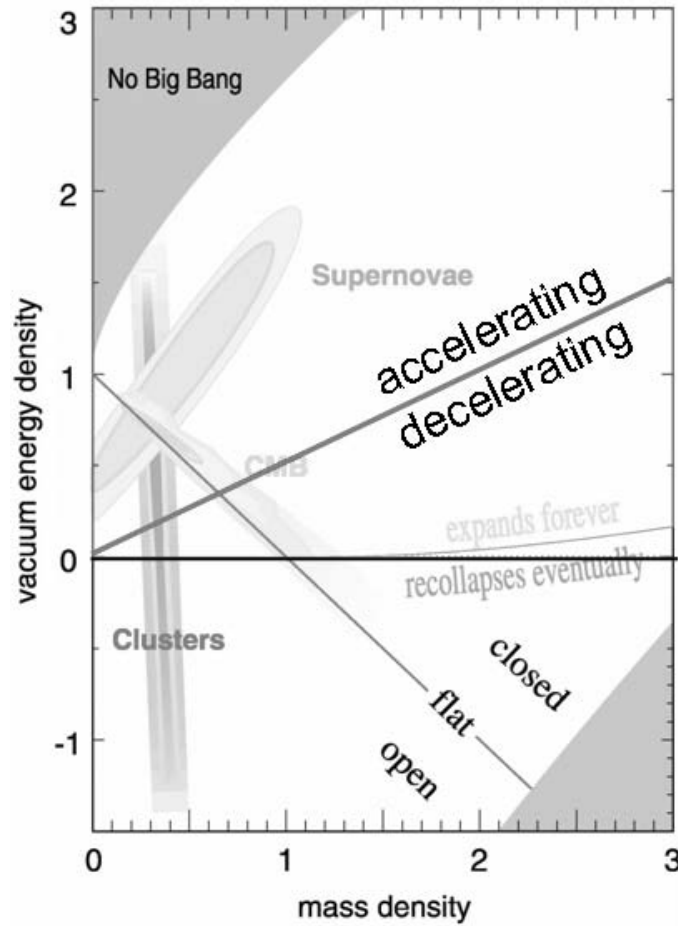 3
No Big Bang
2
Supernovae
accelerating
decelerating
1
vacuum energy density
CMB
expands forever
0
recollapses eventually
Clusters
closed
flat
open
-1
0
1
2
3
mass density